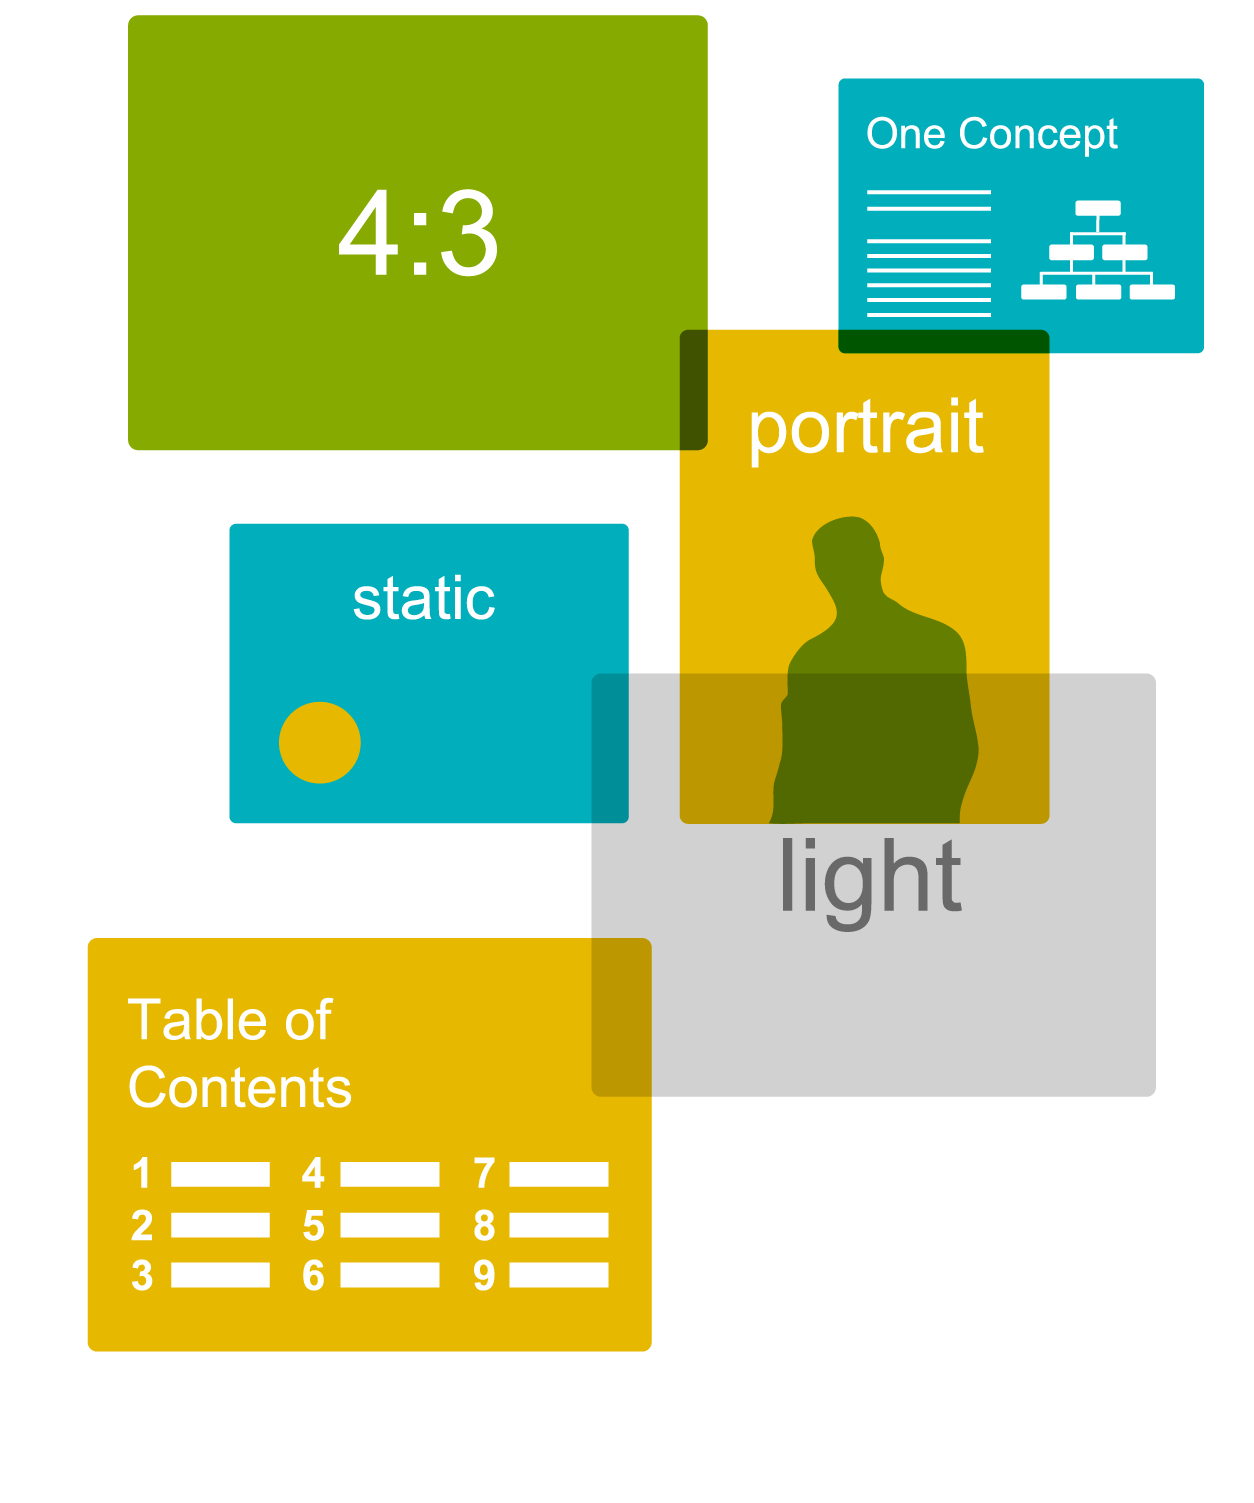 4:3
One Concept
portrait
static
light
Table of
Contents
1 4 7
2 5 8
3 6 9